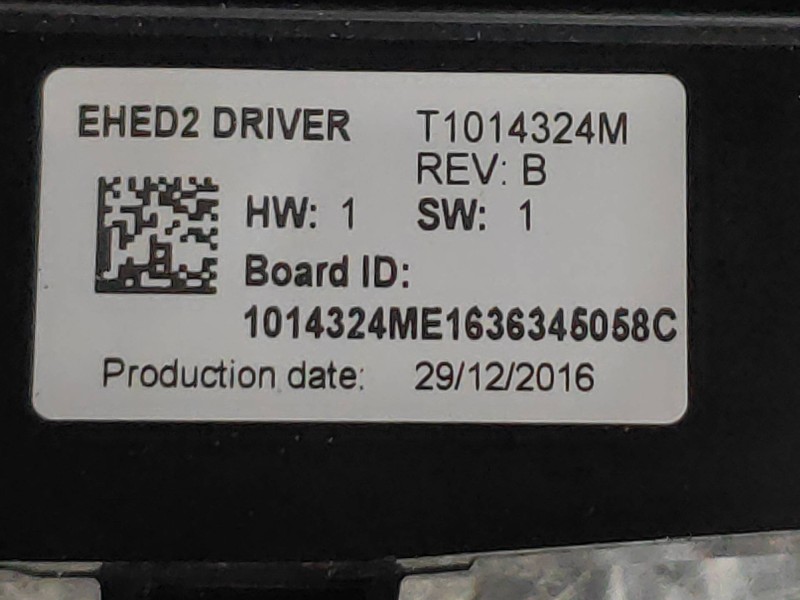 EHED2 DRIVER T1014324M
REV: B
HW: 1 SW: 1
Board ID:
1014324ME1636345058C
Production date: 29/12/2016